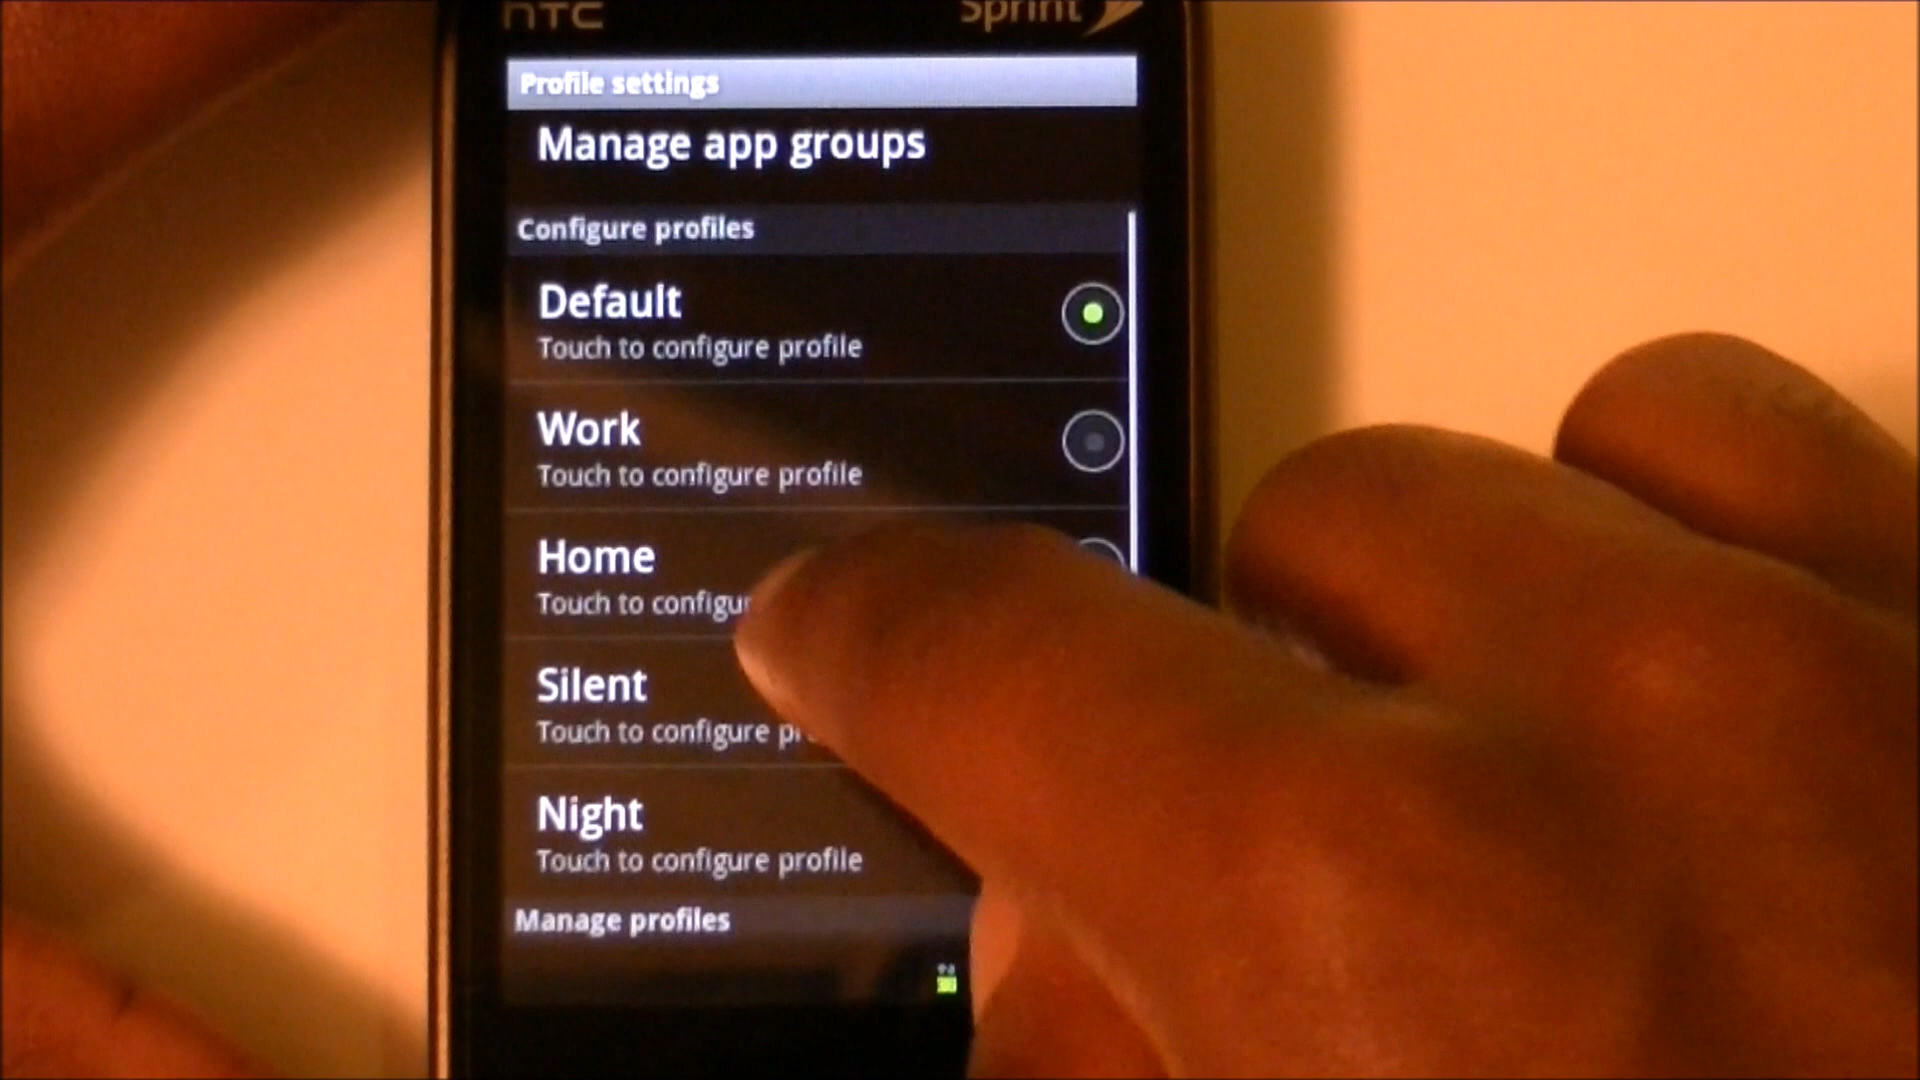 hTC Sprint
Profile settings
Manage app groups
Configure profiles
Default
Touch to configure profile
Work
Touch to configure profile
Home
Touch to configur
Silent
Touch to configure pr
Night
Touch to configure profile
Manage profiles